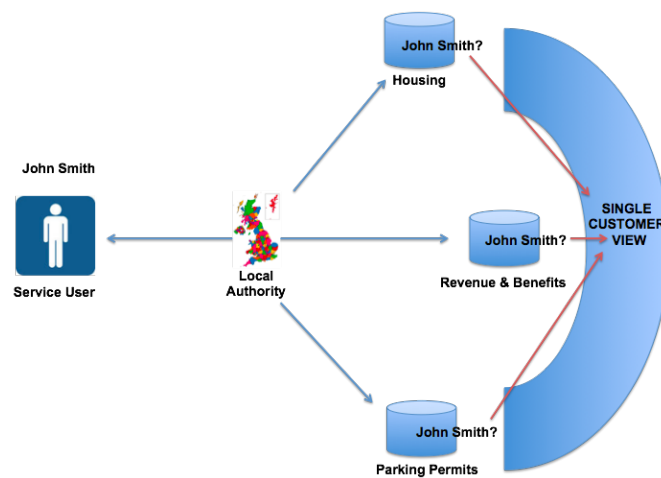 John Smith?
Housing
John Smith
Service User
Local
Authority
John Smith?
Revenue & Benefits
John Smith?
Parking Permits
SINGLE
CUSTOMER
VIEW